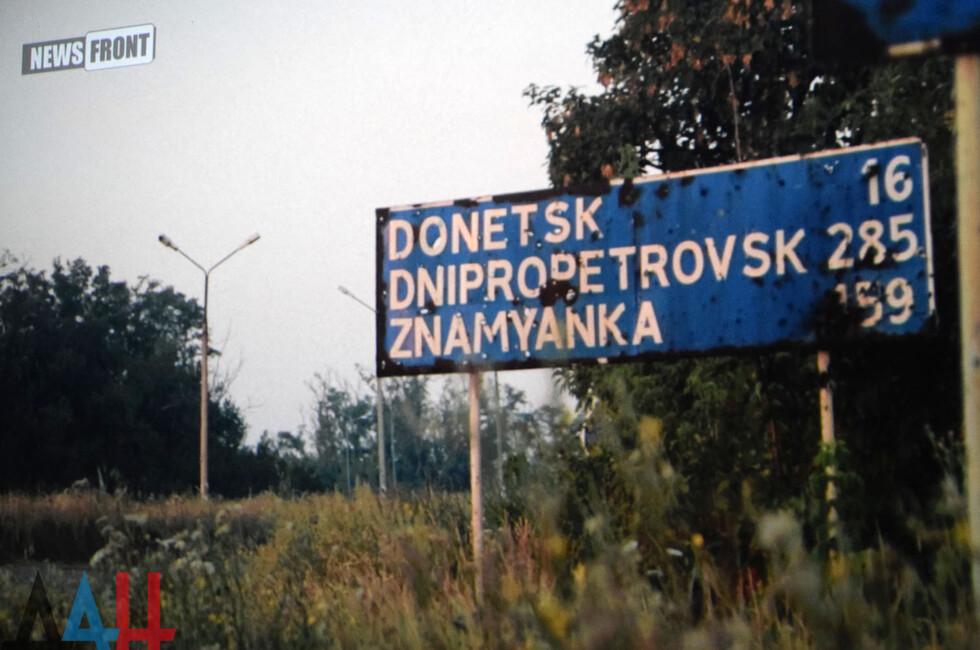 NEWS FRONT
DONETSK 16
DNIPROPETROVSK 285
ZNAMYANKA 159
ДАН